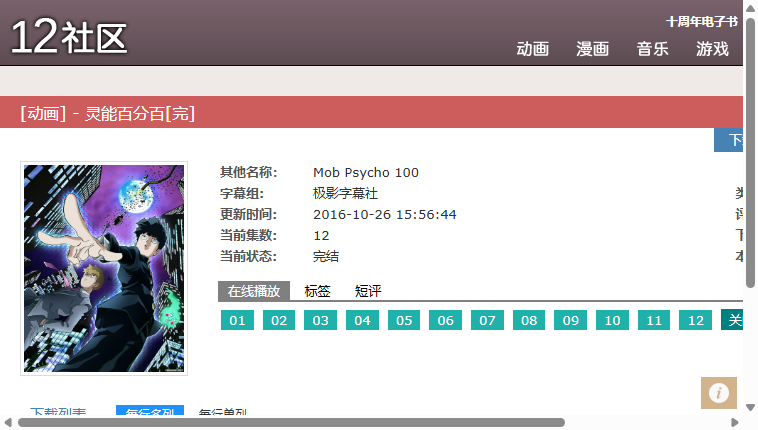 12社区
十周年电子书
动画 漫画 音乐 游戏
[动画] - 灵能百分百[完]
其他名称: Mob Psycho 100
字幕组: 极影字幕社
更新时间: 2016-10-26 15:56:44
当前集数: 12
当前状态: 完结
在线播放 标签 短评
01 02 03 04 05 06 07 08 09 10 11 12 关
下载列表 每行多列 每行单列